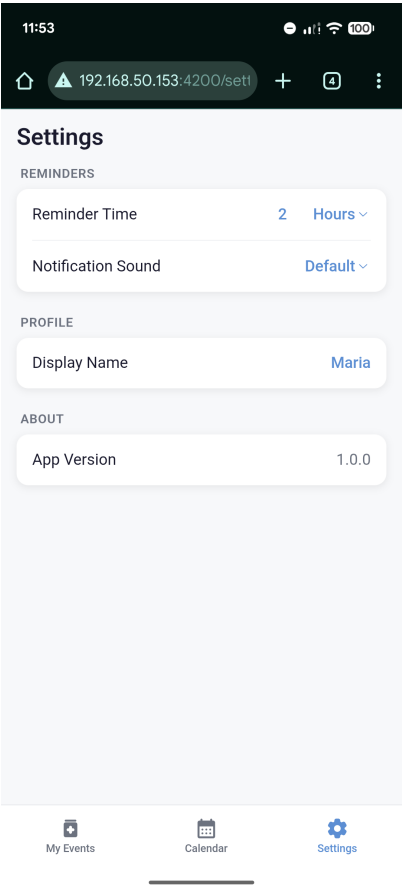 11:53
100
192.168.50.153:4200/sett
4
Settings
REMINDERS
Reminder Time 2 Hours
Notification Sound Default
PROFILE
Display Name Maria
ABOUT
App Version 1.0.0
My Events Calendar Settings